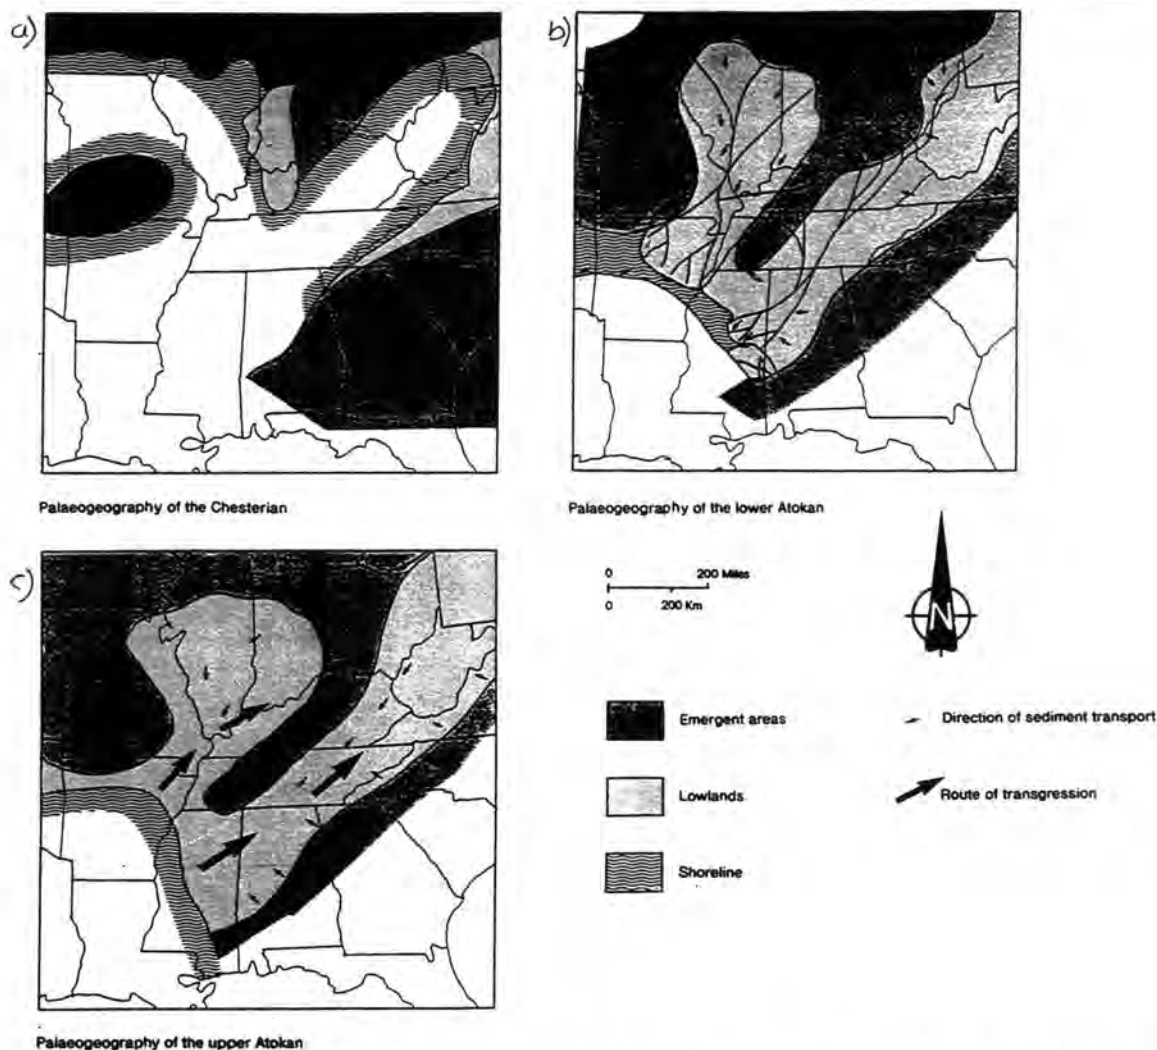 a)
b)
Palaeogeography of the Chesterian
Palaeogeography of the lower Atokan
c)
0 200 Miles
0 200 Km
N
Emergent areas
Direction of sediment transport
Lowlands
Route of transgression
Shoreline
Palaeogeography of the upper Atokan